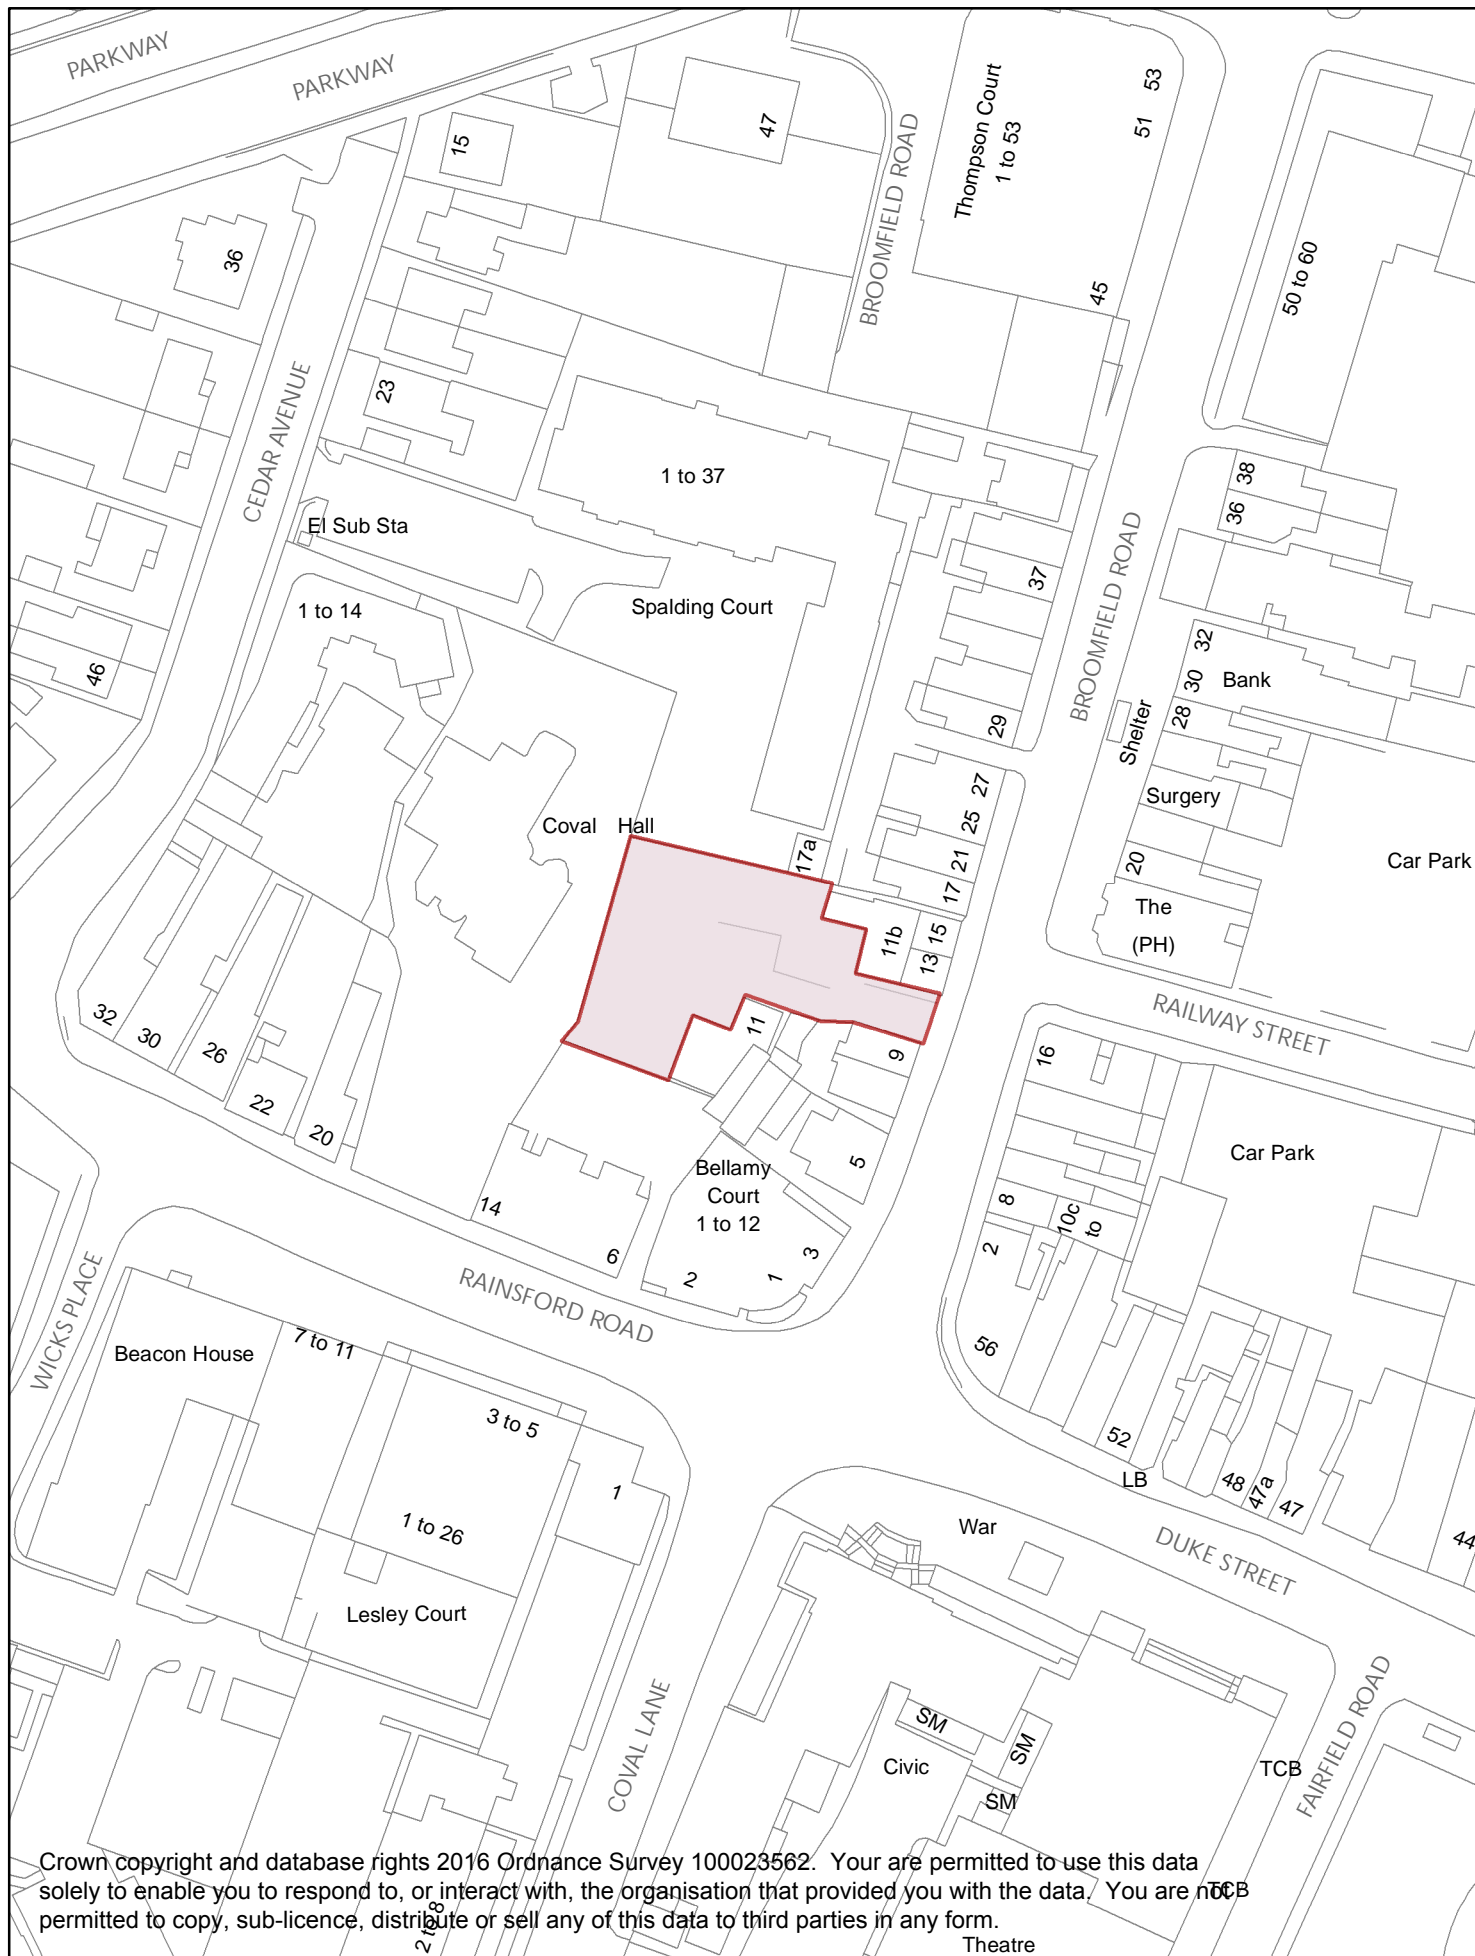 PARKWAY
PARKWAY
15
47
BROOMFIELD ROAD
Thompson Court
1 to 53
53
51
36
45
50 to 60
CEDAR AVENUE
23
1 to 37
38
36
El Sub Sta
BROOMFIELD ROAD
37
1 to 14
Spalding Court
46
32
30
Bank
28
29
Shelter
27
Surgery
25
Coval Hall
17a
21
20
Car Park
17
The
(PH)
11b
15
13
32
30
26
22
20
11
9
16
RAILWAY STREET
Car Park
5
Bellamy
Court
1 to 12
14
6
2
1
3
8
10c
to
2
RAINSFORD ROAD
WICKS PLACE
Beacon House
7 to 11
56
3 to 5
52
LB
48
47a
47
44
1
1 to 26
War
DUKE STREET
Lesley Court
COVAL LANE
SM
SM
SM
Civic
TCB
FAIRFIELD ROAD
TCB
2 to 8
Theatre
Crown copyright and database rights 2016 Ordnance Survey 100023562. Your are permitted to use this data
solely to enable you to respond to, or interact with, the organisation that provided you with the data. You are not
permitted to copy, sub-licence, distribute or sell any of this data to third parties in any form.